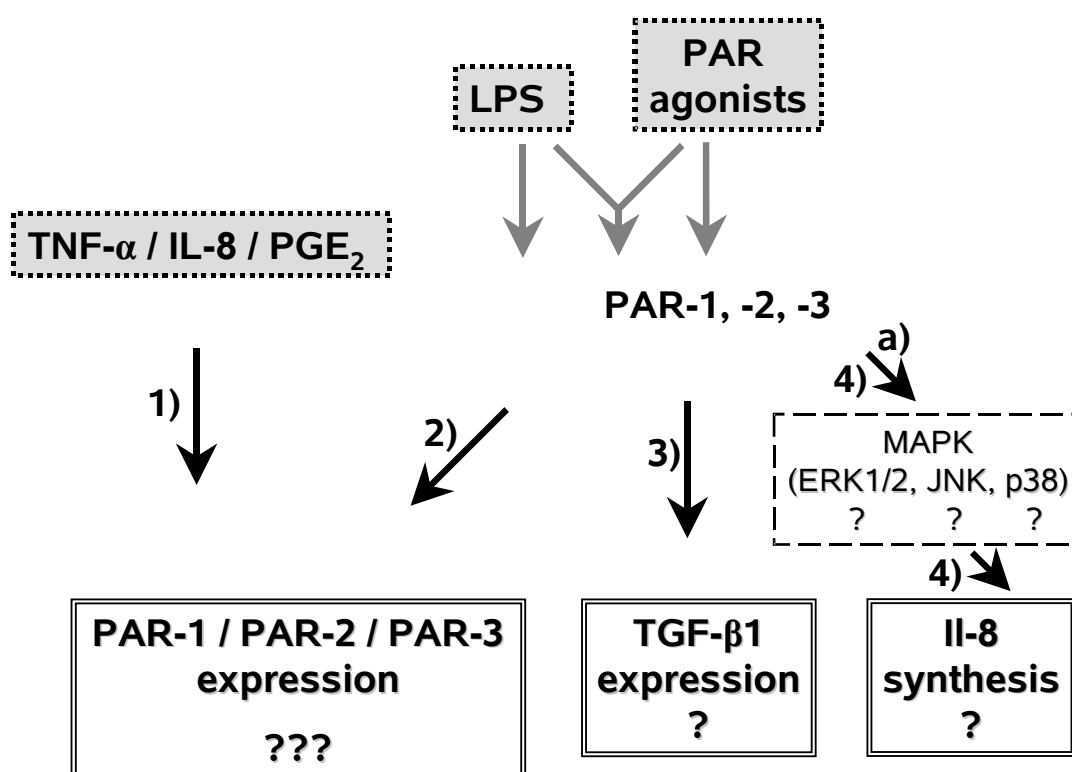 PAR
agonists
LPS
TNF-α / IL-8 / PGE₂
PAR-1, -2, -3
a)
4)
1)
2)
3)
MAPK
(ERK1/2, JNK, p38)
? ? ?
4)
PAR-1 / PAR-2 / PAR-3
expression
???
TGF-β1
expression
?
Il-8
synthesis
?